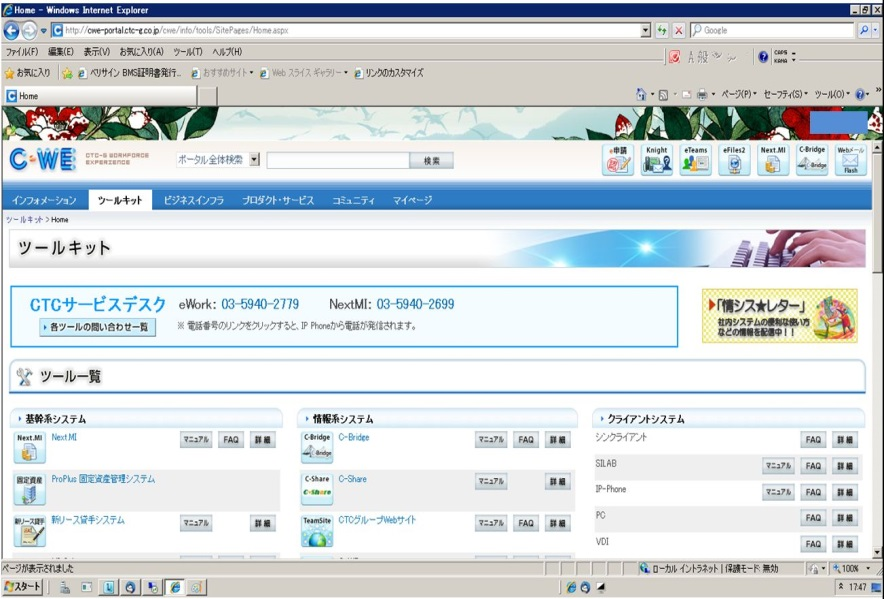 Home - Windows Internet Explorer
http://cwe-portal.ctc-g.co.jp/cwe/info/tools/SitePages/Home.aspx
Google
ファイル(F) 編集(E) 表示(V) お気に入り(A) ツール(T) ヘルプ(H)
A 般
CAPS
KANA
お気に入り ベリサイン BMS証明書発行... おすすめサイト Web スライス ギャラリー リンクのカスタマイズ
Home
ページ(P) セーフティ(S) ツール(O)
C-WE CTC-G WORKFORCE EXPERIENCE
ポータル全体検索 検索
e申請 Knight eTeams eFiles2 Next.MI C-Bridge Webメール
Bridge Flash
インフォメーション ツールキット ビジネスインフラ プロダクト・サービス コミュニティ マイページ
ツールキット > Home
ツールキット
CTCサービスデスク eWork: 03-5940-2779 NextMI: 03-5940-2699
各ツールの問い合わせ一覧 ※ 電話番号のリンクをクリックすると、IP Phoneから電話が発信されます。
「情シス★レター」
社内システムの便利な使い方
などの情報を配信中！！
ツール一覧
基幹系システム
Next.MI Next.MI マニュアル FAQ 詳細
固定資産 ProPlus 固定資産管理システム
新リース貸手 新リース貸手システム マニュアル 詳細
情報系システム
C-Bridge C-Bridge マニュアル FAQ 詳細
Bridge
C-Share C-Share マニュアル 詳細
C-Share
TeamSite CTCグループWebサイト マニュアル FAQ 詳細
クライアントシステム
シンクライアント FAQ 詳細
SILAB マニュアル FAQ 詳細
IP-Phone マニュアル FAQ 詳細
PC FAQ 詳細
VDI FAQ 詳細
ページが表示されました
ローカル イントラネット | 保護モード: 無効 100%
スタート 17:47